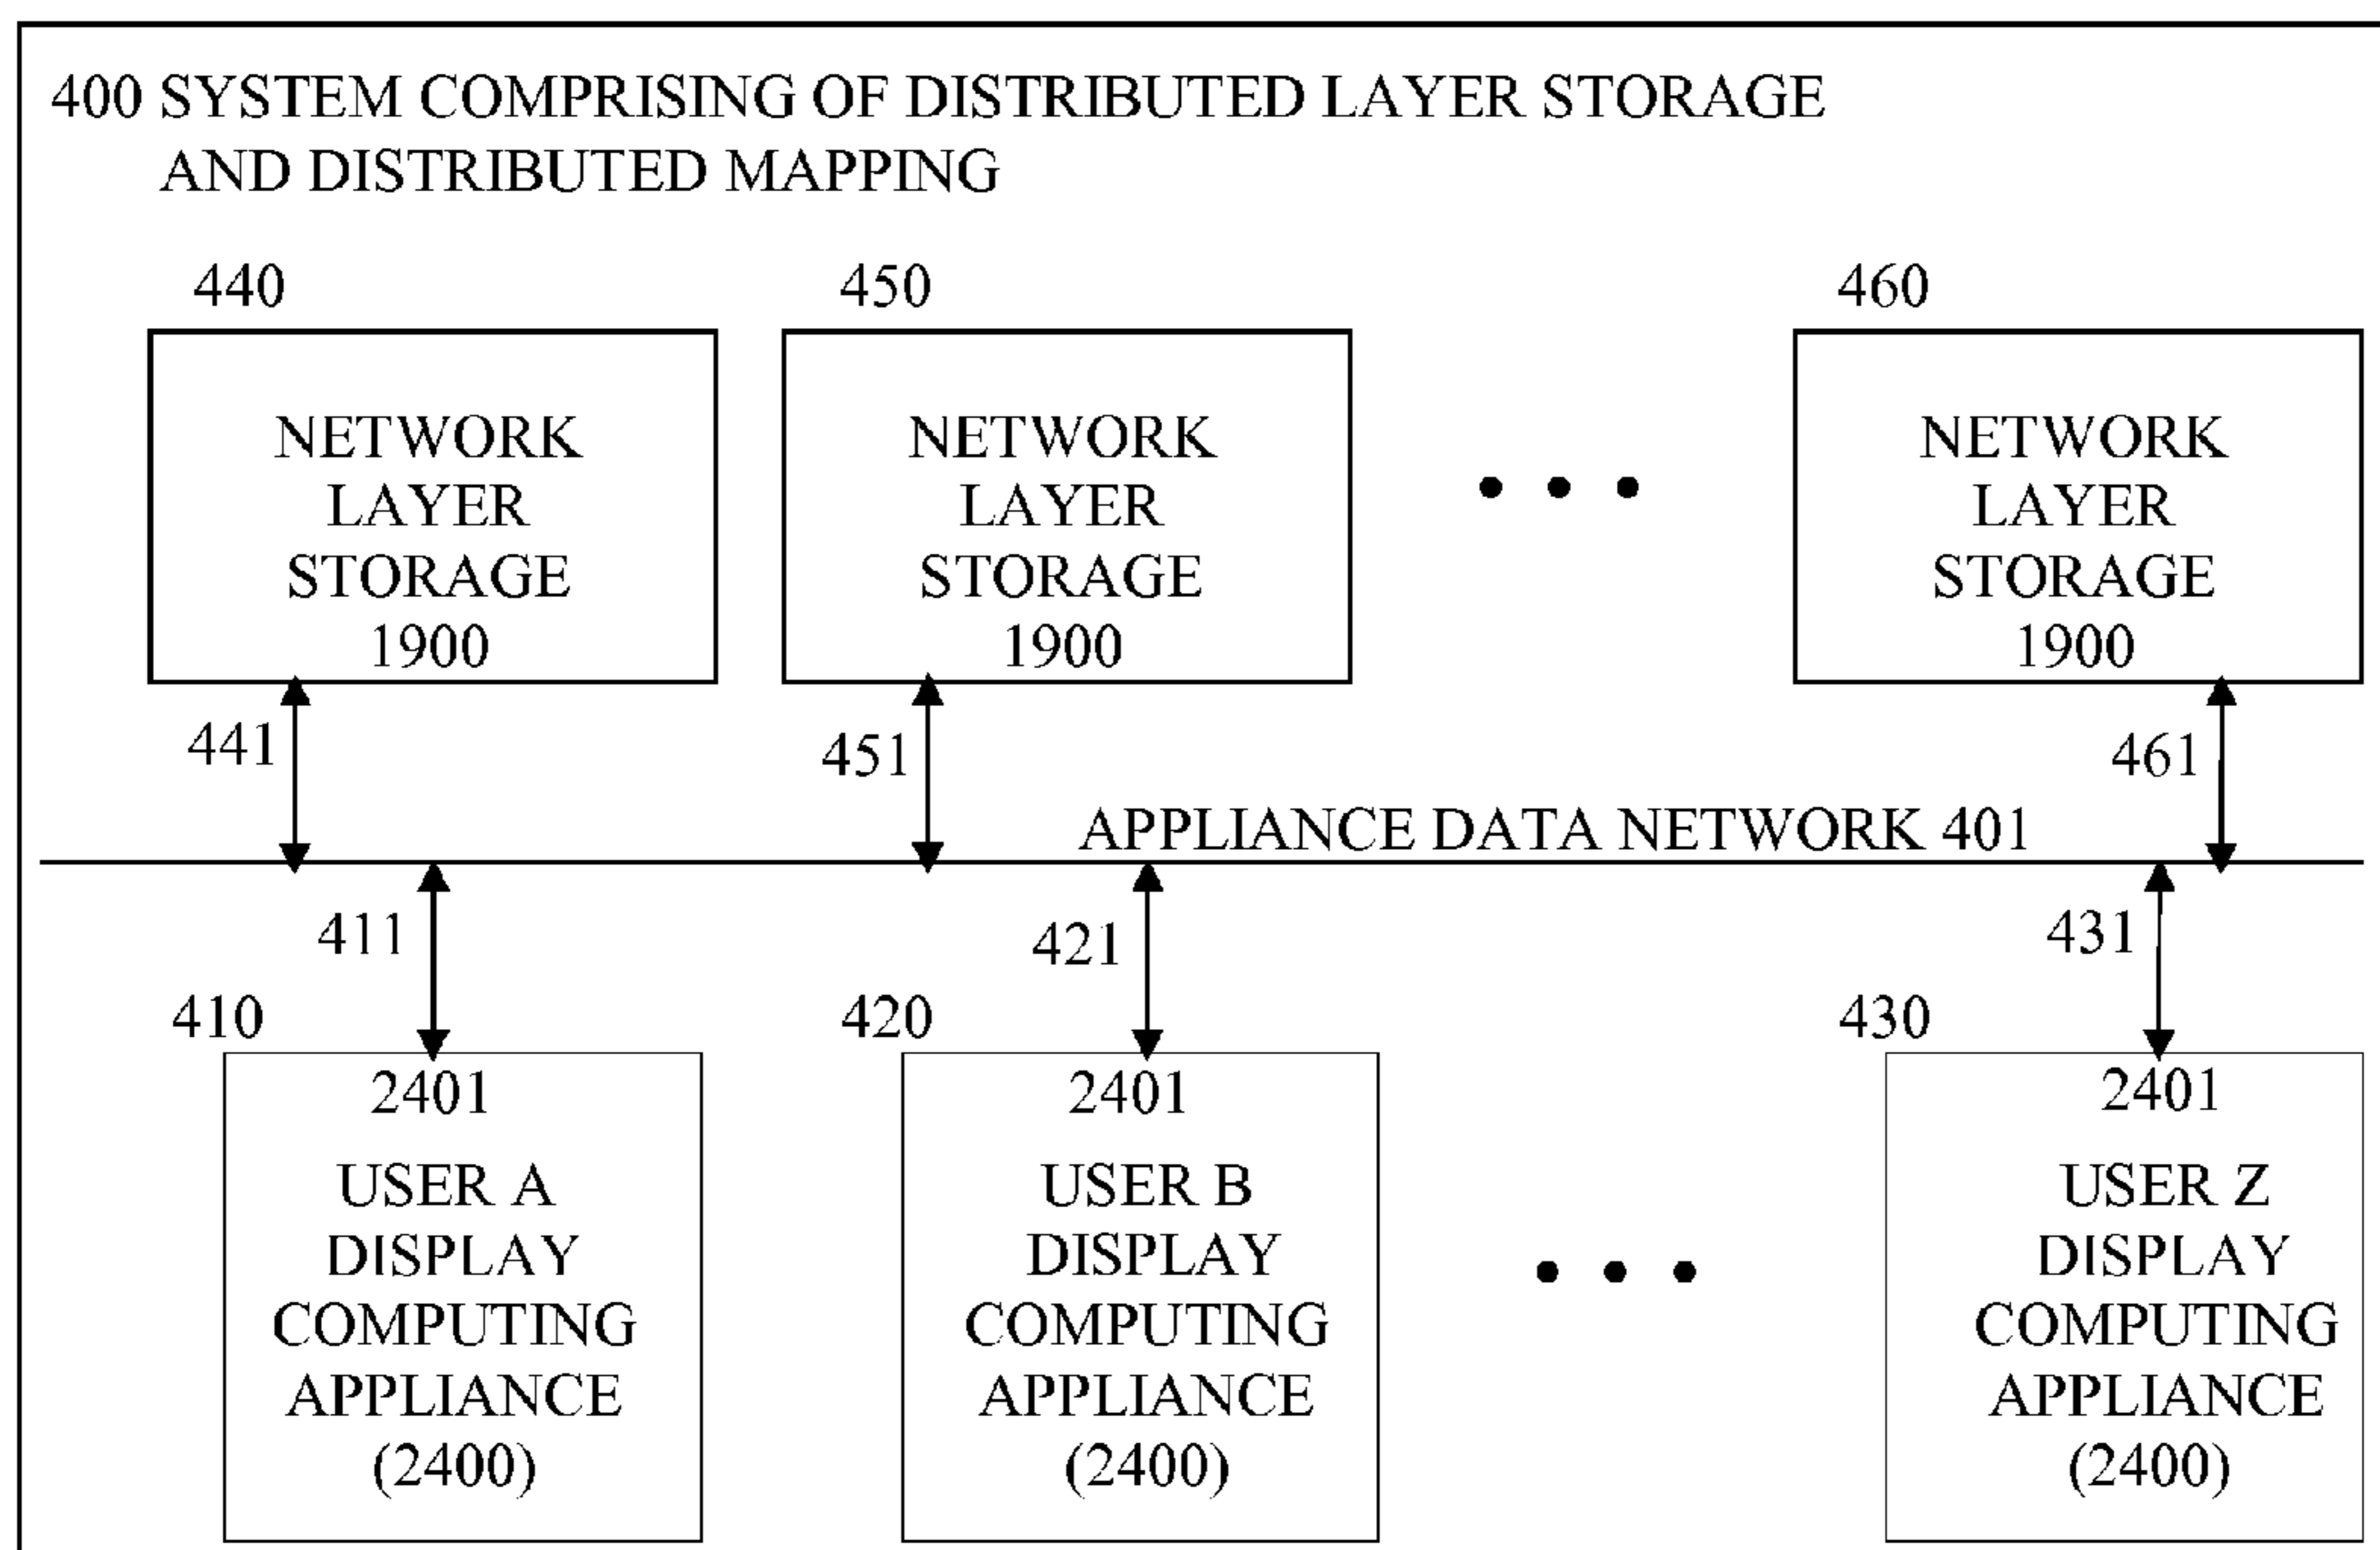 400 SYSTEM COMPRISING OF DISTRIBUTED LAYER STORAGE
AND DISTRIBUTED MAPPING
440
450
460
NETWORK
LAYER
STORAGE
1900
NETWORK
LAYER
STORAGE
1900
NETWORK
LAYER
STORAGE
1900
441
451
461
APPLIANCE DATA NETWORK 401
411
421
431
410
420
430
2401
USER A
DISPLAY
COMPUTING
APPLIANCE
(2400)
2401
USER B
DISPLAY
COMPUTING
APPLIANCE
(2400)
2401
USER Z
DISPLAY
COMPUTING
APPLIANCE
(2400)